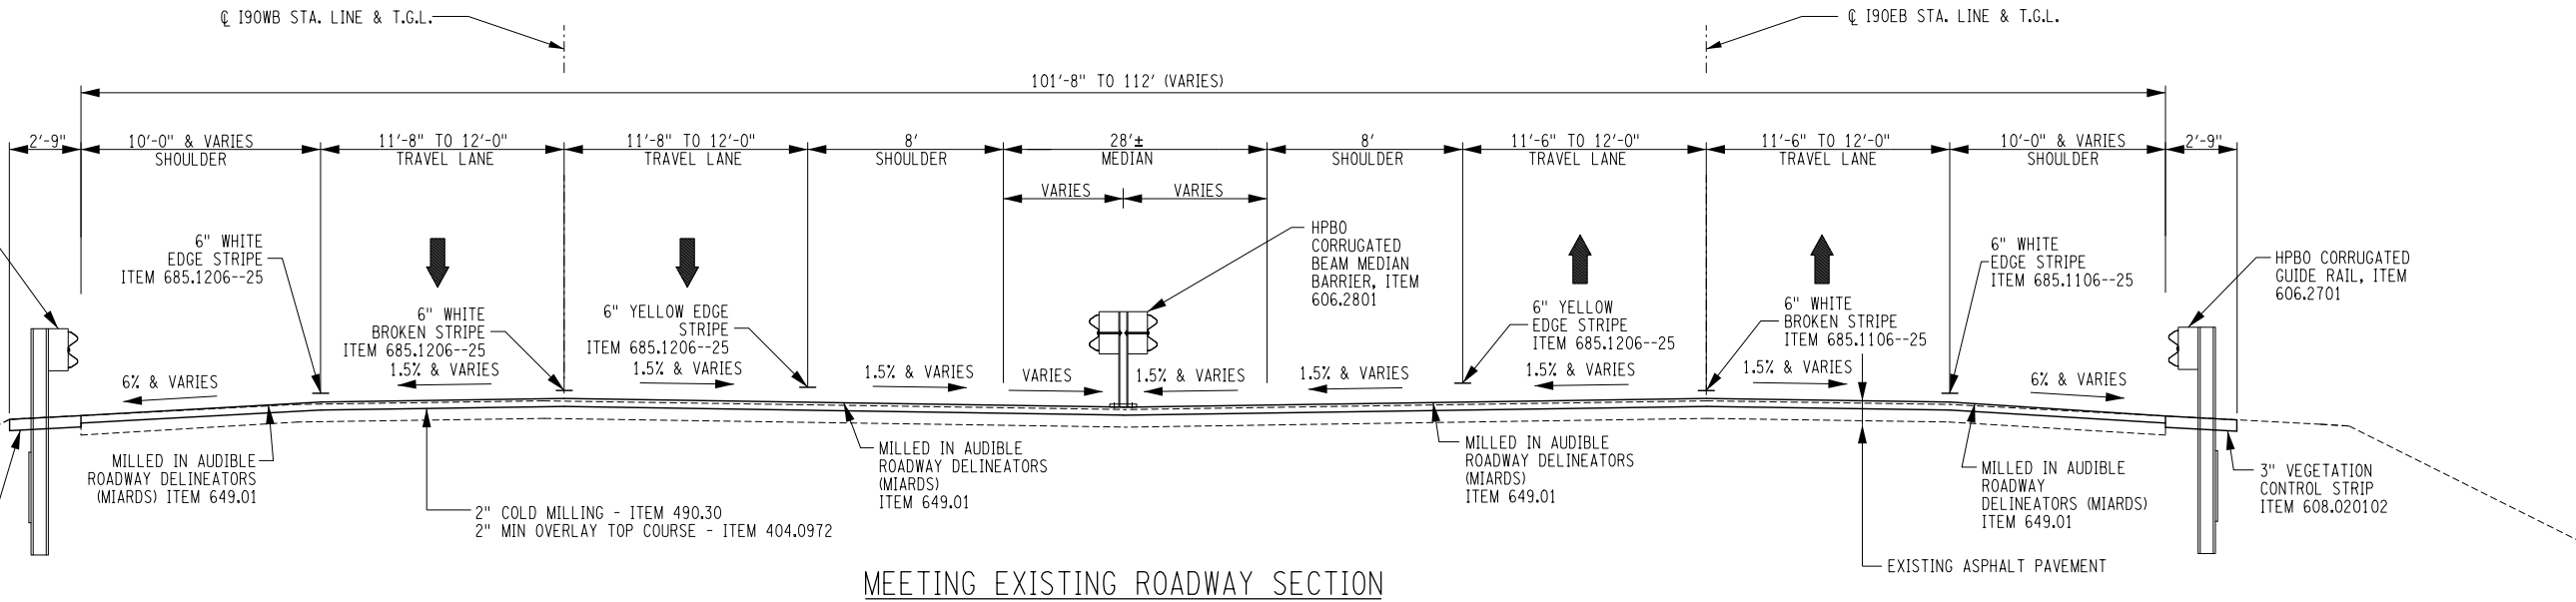 ℄ I90WB STA. LINE & T.G.L.
℄ I90EB STA. LINE & T.G.L.
101'-8" TO 112' (VARIES)
2'-9"
10'-0" & VARIES
SHOULDER
11'-8" TO 12'-0"
TRAVEL LANE
11'-8" TO 12'-0"
TRAVEL LANE
8'
SHOULDER
28'±
MEDIAN
8'
SHOULDER
11'-6" TO 12'-0"
TRAVEL LANE
11'-6" TO 12'-0"
TRAVEL LANE
10'-0" & VARIES
SHOULDER
2'-9"
VARIES
VARIES
6" WHITE
EDGE STRIPE
ITEM 685.1206--25
6" WHITE
BROKEN STRIPE
ITEM 685.1206--25
6" YELLOW EDGE
STRIPE
ITEM 685.1206--25
HPBO
CORRUGATED
BEAM MEDIAN
BARRIER, ITEM
606.2801
6" YELLOW
EDGE STRIPE
ITEM 685.1206--25
6" WHITE
BROKEN STRIPE
ITEM 685.1106--25
6" WHITE
EDGE STRIPE
ITEM 685.1106--25
HPBO CORRUGATED
GUIDE RAIL, ITEM
606.2701
6% & VARIES
1.5% & VARIES
1.5% & VARIES
1.5% & VARIES
VARIES
1.5% & VARIES
1.5% & VARIES
1.5% & VARIES
1.5% & VARIES
6% & VARIES
MILLED IN AUDIBLE
ROADWAY DELINEATORS
(MIARDS) ITEM 649.01
2" COLD MILLING - ITEM 490.30
2" MIN OVERLAY TOP COURSE - ITEM 404.0972
MILLED IN AUDIBLE
ROADWAY DELINEATORS
(MIARDS)
ITEM 649.01
MILLED IN AUDIBLE
ROADWAY DELINEATORS
(MIARDS)
ITEM 649.01
MILLED IN AUDIBLE
ROADWAY
DELINEATORS (MIARDS)
ITEM 649.01
3" VEGETATION
CONTROL STRIP
ITEM 608.020102
EXISTING ASPHALT PAVEMENT
MEETING EXISTING ROADWAY SECTION